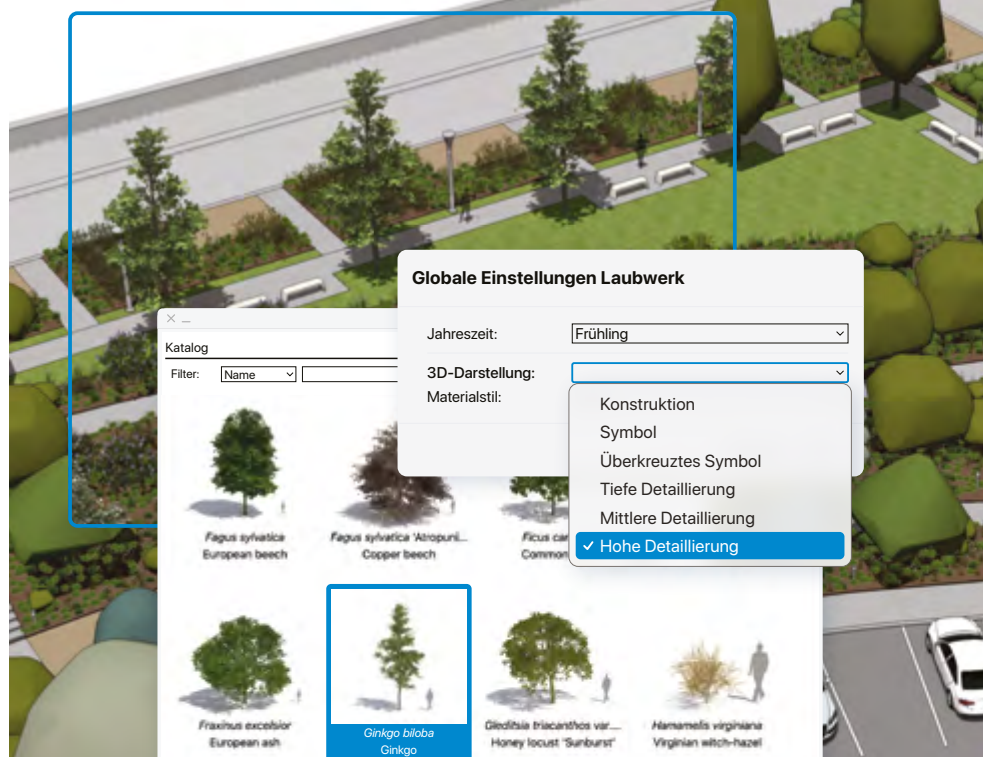 Globale Einstellungen Laubwerk
Jahreszeit: Frühling
3D-Darstellung:
Materialstil:
Konstruktion
Symbol
Überkreuztes Symbol
Tiefe Detaillierung
Mittlere Detaillierung
Hohe Detaillierung
Katalog
Filter: Name
Fagus sylvatica
European beech
Fagus sylvatica 'Atropuni...
Copper beech
Ficus car
Common
Fraxinus excelsior
European ash
Ginkgo biloba
Ginkgo
Gleditsia triacanthos var....
Honey locust 'Sunburst'
Hamamelis virginiana
Virginian witch-hazel